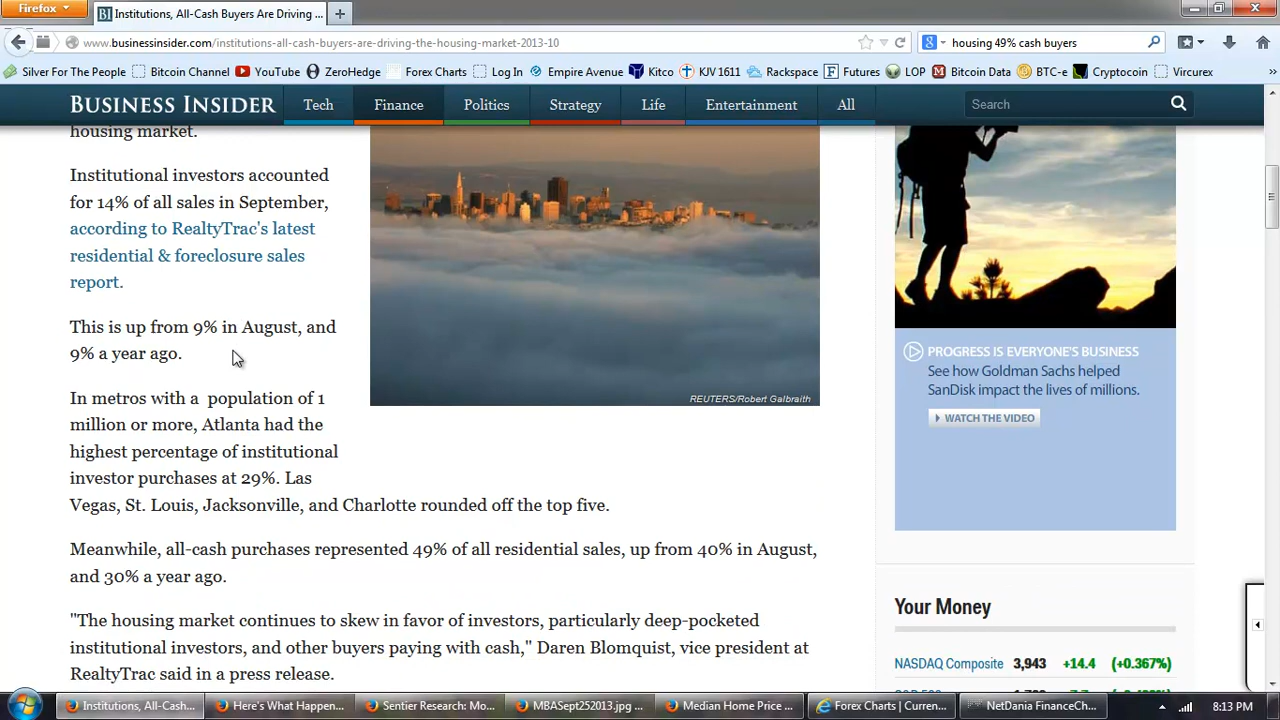 Firefox
Institutions, All-Cash Buyers Are Driving ...
www.businessinsider.com/institutions-all-cash-buyers-are-driving-the-housing-market-2013-10
housing 49% cash buyers
Silver For The People
Bitcoin Channel
YouTube
ZeroHedge
Forex Charts
Log In
Empire Avenue
Kitco
KJV 1611
Rackspace
Futures
LOP
Bitcoin Data
BTC-e
Cryptocoin
Vircurex
BUSINESS INSIDER
Tech
Finance
Politics
Strategy
Life
Entertainment
All
Search
housing market.
Institutional investors accounted
for 14% of all sales in September,
according to RealtyTrac's latest
residential & foreclosure sales
report.
This is up from 9% in August, and
9% a year ago.
In metros with a population of 1
million or more, Atlanta had the
highest percentage of institutional
investor purchases at 29%. Las
Vegas, St. Louis, Jacksonville, and Charlotte rounded off the top five.
Meanwhile, all-cash purchases represented 49% of all residential sales, up from 40% in August,
and 30% a year ago.
"The housing market continues to skew in favor of investors, particularly deep-pocketed
institutional investors, and other buyers paying with cash," Daren Blomquist, vice president at
RealtyTrac said in a press release.
REUTERS/Robert Galbraith
PROGRESS IS EVERYONE'S BUSINESS
See how Goldman Sachs helped
SanDisk impact the lives of millions.
WATCH THE VIDEO
Your Money
NASDAQ Composite 3,943 +14.4 (+0.367%)
Institutions, All-Cash...
Here's What Happen...
Sentier Research: Mo...
MBASept252013.jpg ...
Median Home Price ...
Forex Charts | Curren...
NetDania FinanceCh...
8:13 PM